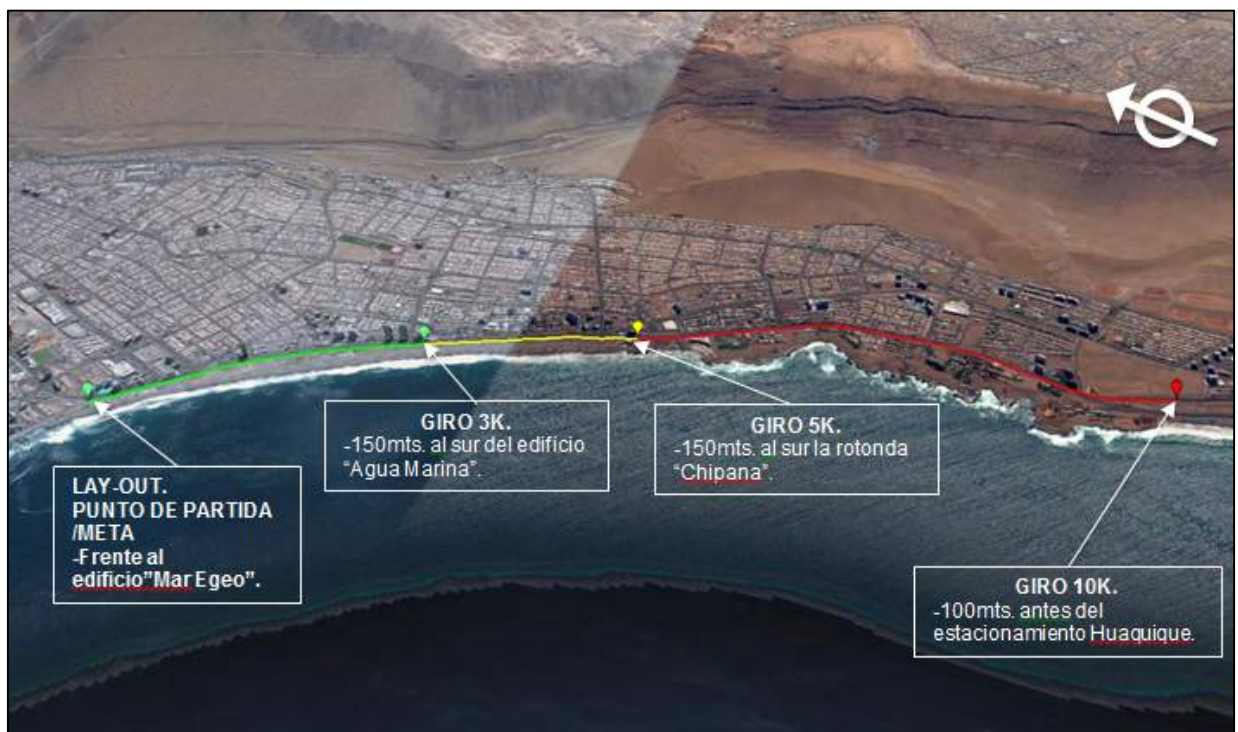 GIRO 3K.
-150mts. al sur del edificio
“Agua Marina”.
GIRO 5K.
-150mts. al sur la rotonda
“Chipana”.
LAY-OUT.
PUNTO DE PARTIDA
/META
-Frente al
edificio”Mar Egeo”.
GIRO 10K.
-100mts. antes del
estacionamiento Huaquique.